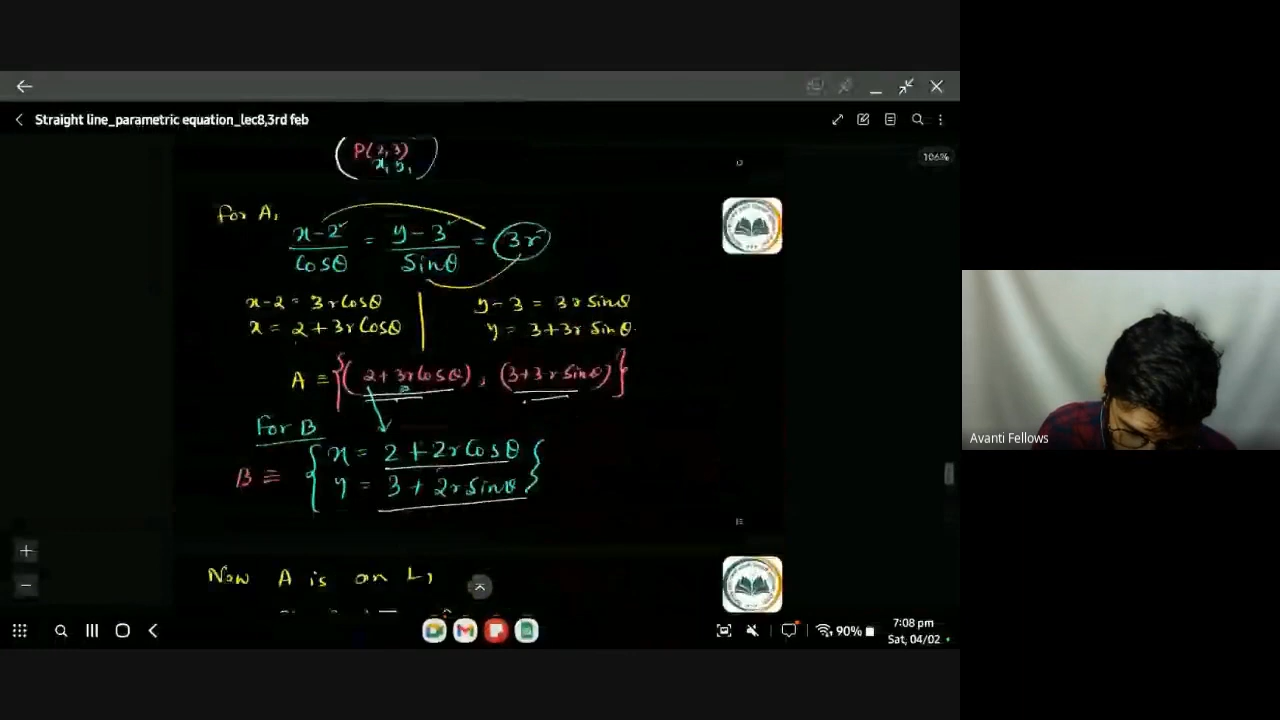 Straight line_parametric equation_lec8,3rd feb
106%
P(2,3)
x₁ y₁
For A,
x-2/cosθ = y-3/sinθ = 3r
x-2 = 3rcosθ
y-3 = 3r sinθ
x = 2+3r cosθ
y = 3+3r sinθ
A ≡ {(2+3r cosθ), (3+3r sinθ)}
For B
B ≡ { x = 2+2r cosθ
y = 3+2r sinθ }
Now A is on L₁
Avanti Fellows
90%
7:08 pm
Sat, 04/02